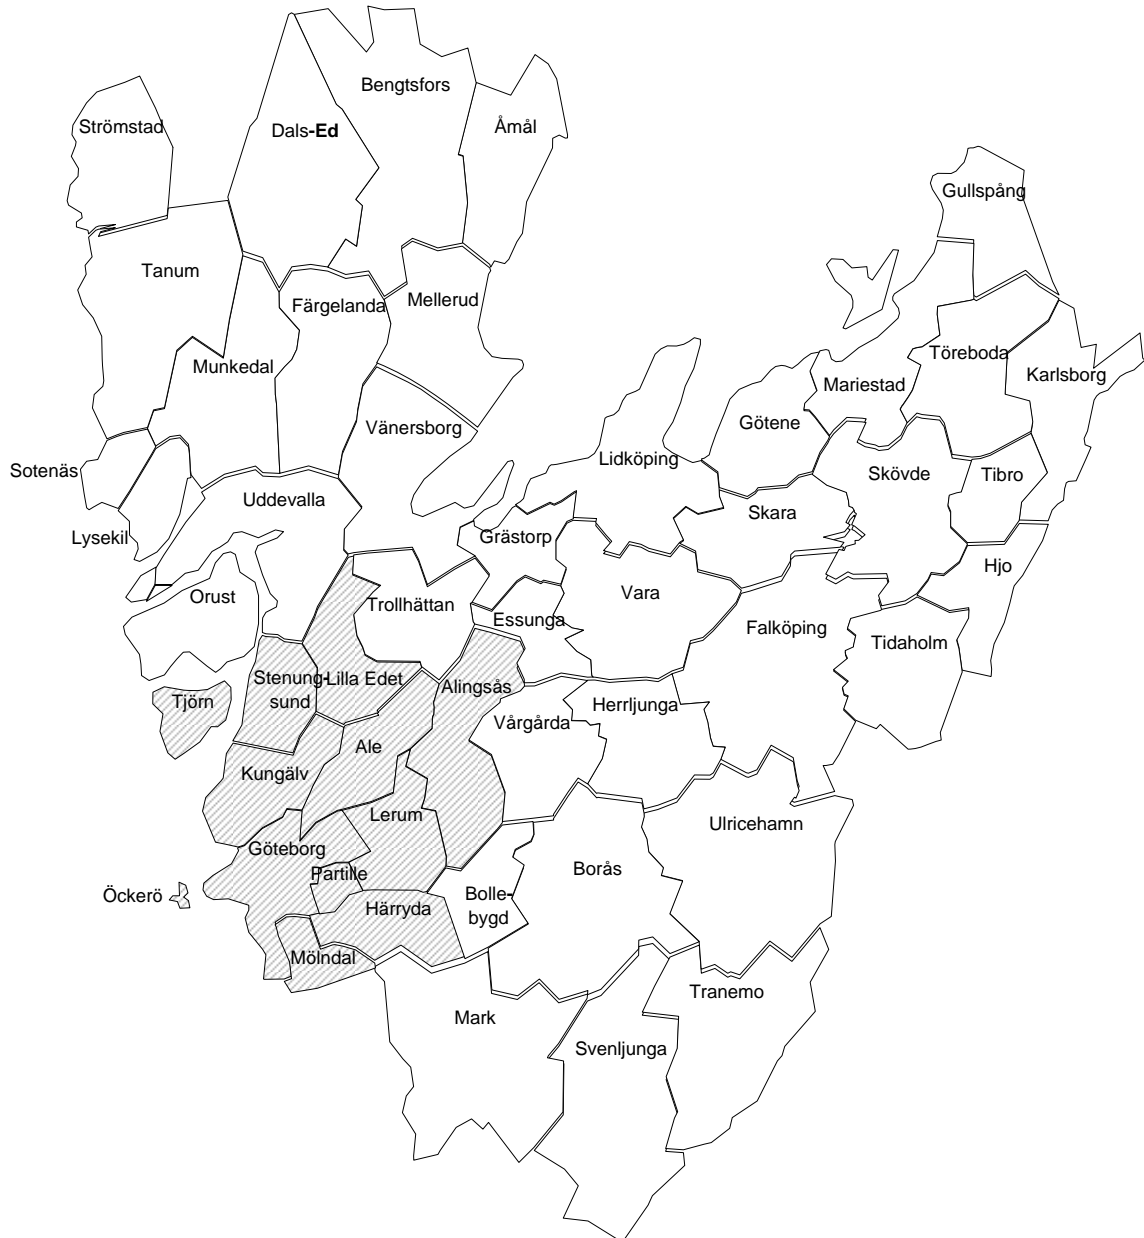 Bengtsfors
Strömstad
Dals-Ed
Åmål
Gullspång
Tanum
Färgelanda
Mellerud
Töreboda
Munkedal
Mariestad
Karlsborg
Vänersborg
Götene
Lidköping
Sotenäs
Skövde
Tibro
Uddevalla
Skara
Lysekil
Grästorp
Hjo
Orust
Trollhättan
Vara
Essunga
Falköping
Tidaholm
Stenung-
sund
Lilla Edet
Alingsås
Tjörn
Herrljunga
Vårgårda
Ale
Kungälv
Lerum
Ulricehamn
Göteborg
Partille
Borås
Öckerö
Bolle-
bygd
Härryda
Mölndal
Tranemo
Mark
Svenljunga